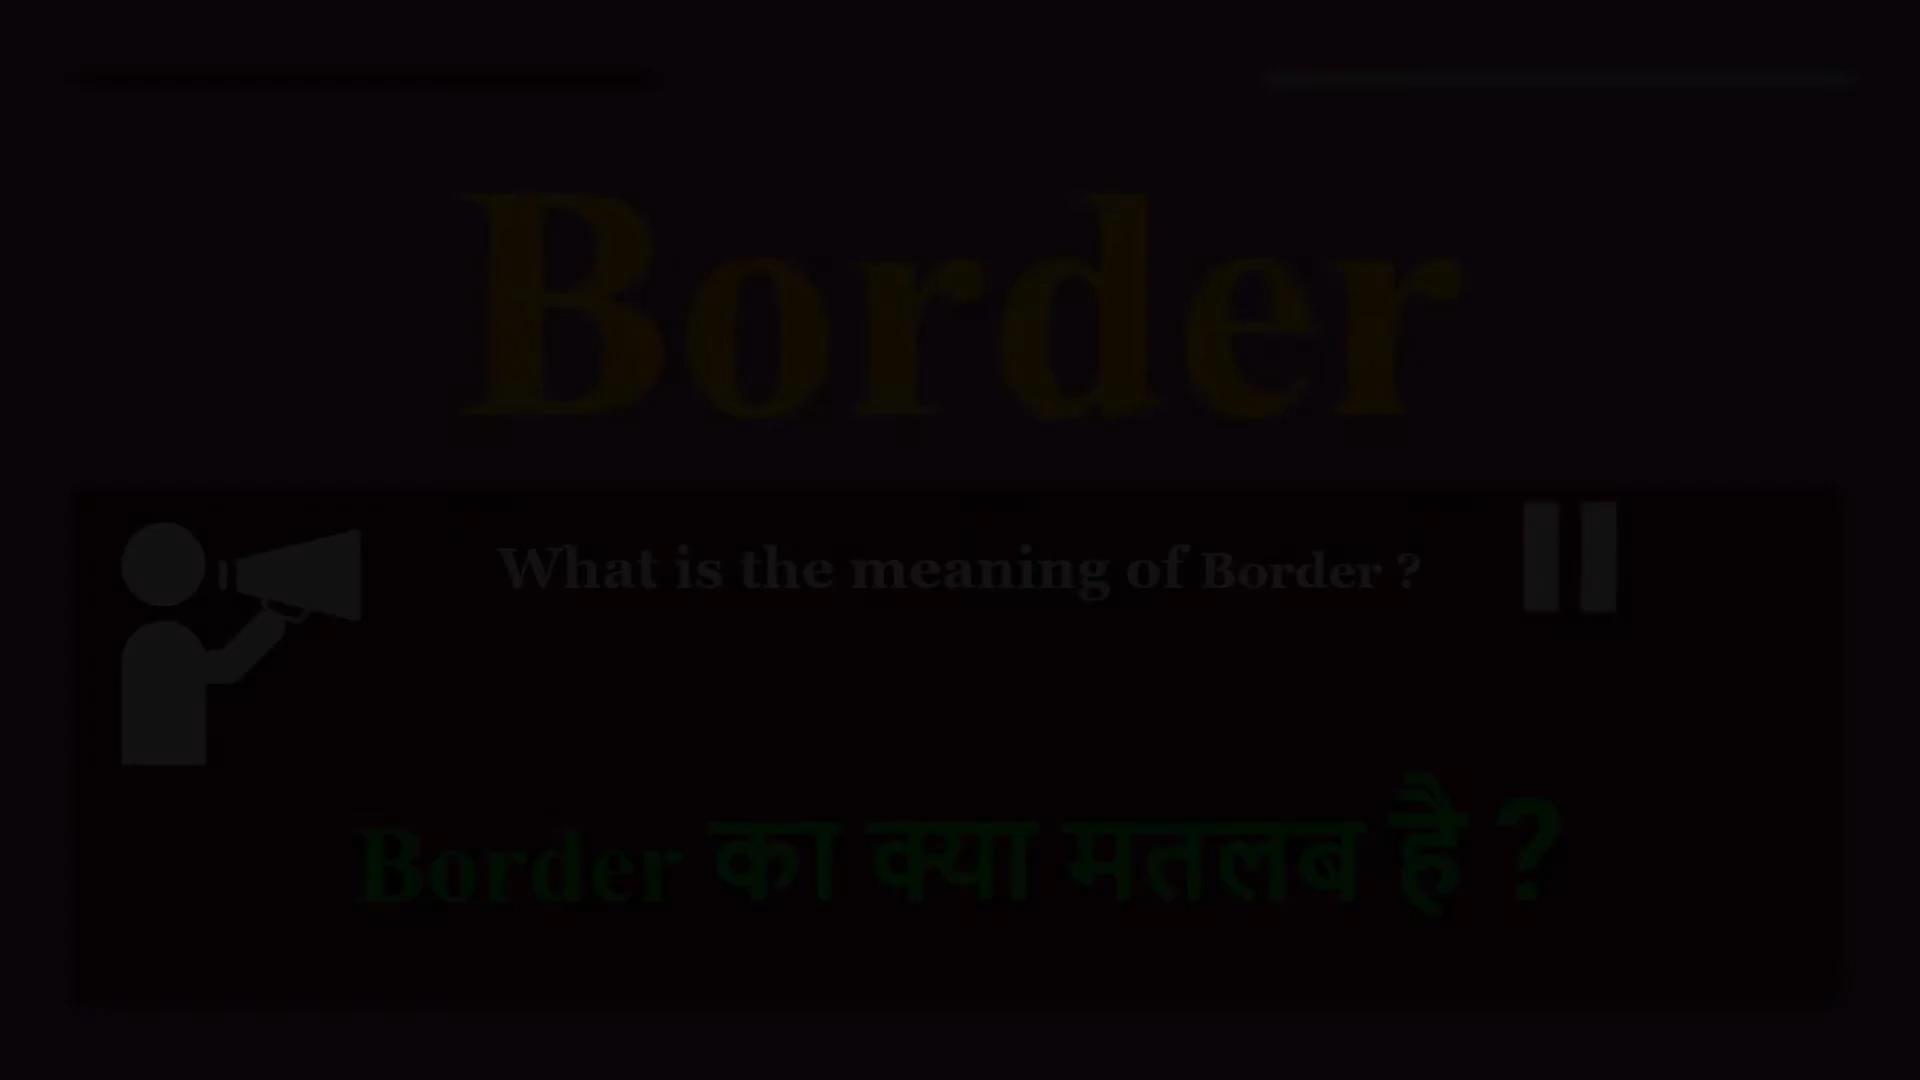 Border
What is the meaning of Border ?
Border का क्या मतलब है ?